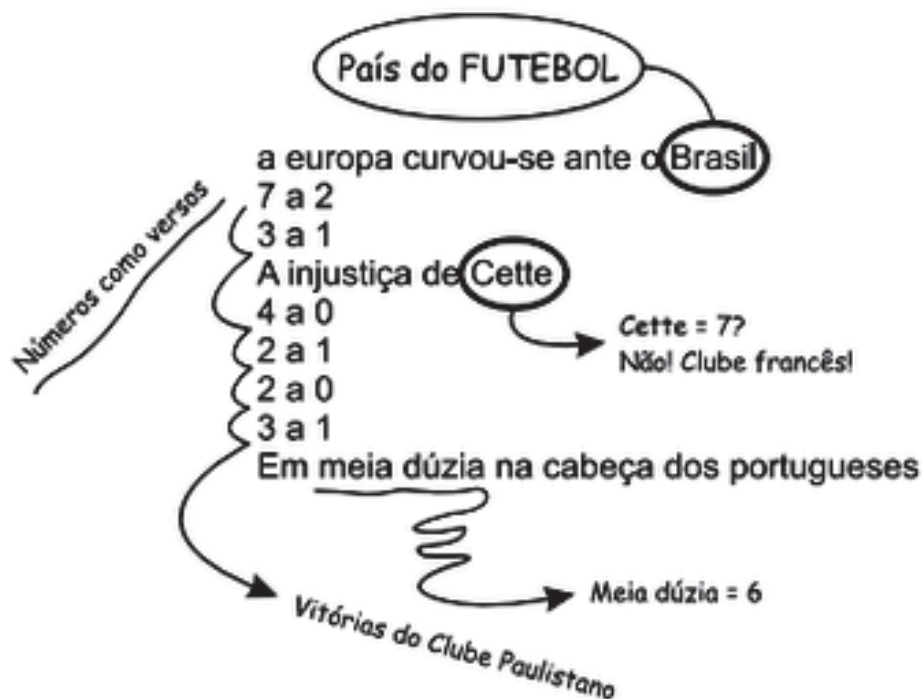 País do FUTEBOL
a europa curvou-se ante o Brasil
7 a 2
3 a 1
A injustiça de Cette
4 a 0
2 a 1
2 a 0
3 a 1
Em meia dúzia na cabeça dos portugueses
Números como versos
Cette = 7?
Não! Clube francês!
Meia dúzia = 6
Vitórias do Clube Paulistano